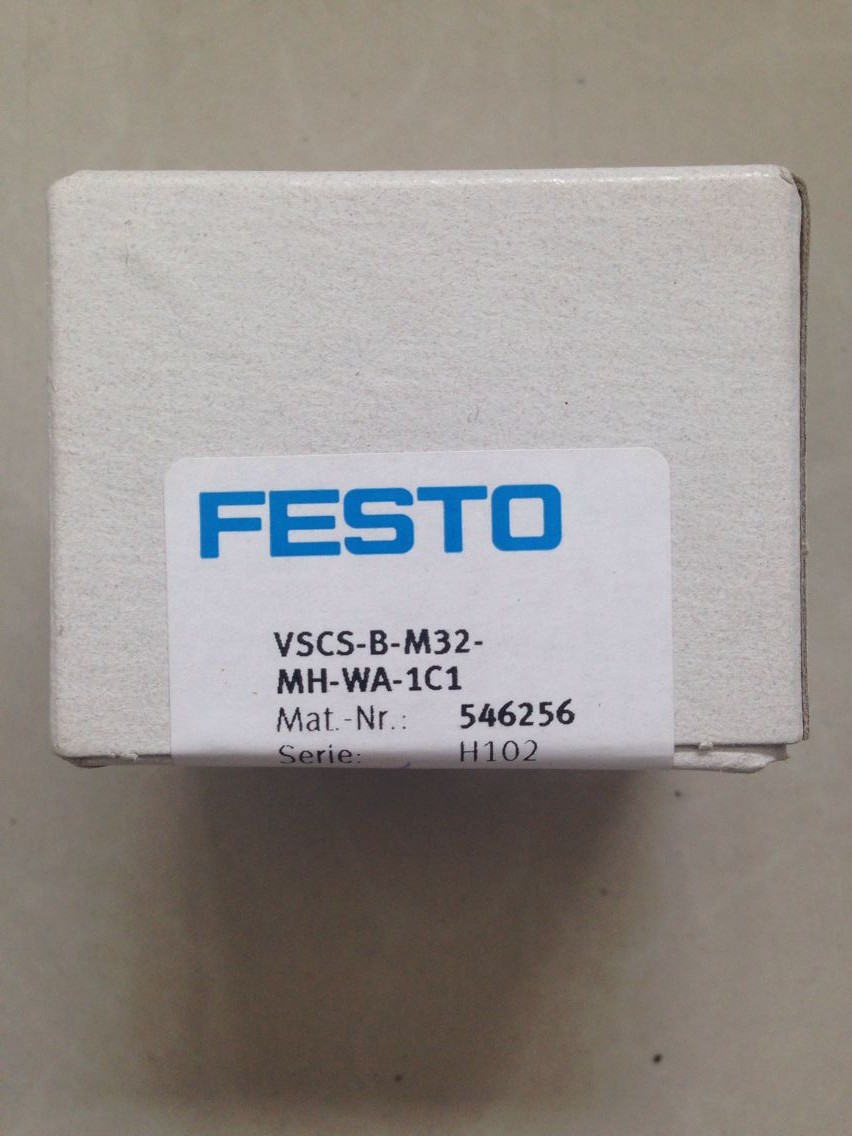 FESTO
VSCS-B-M32-
MH-WA-1C1
Mat.-Nr.: 546256
Serie: H102